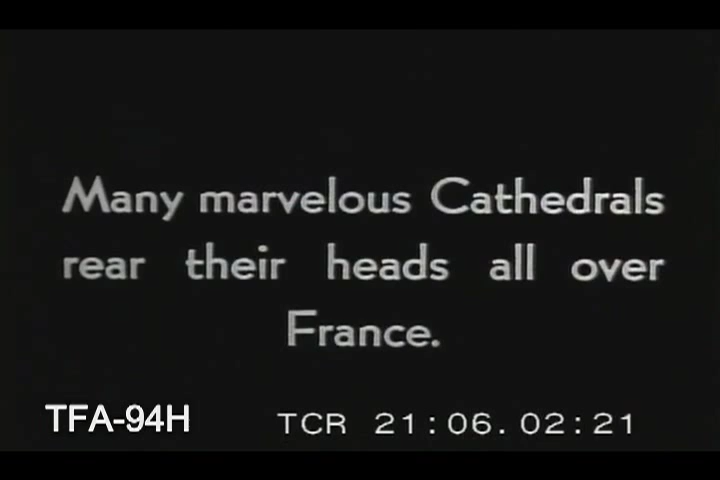 Many marvelous Cathedrals
rear their heads all over
France.
TFA-94H
TCR 21:06.02:21